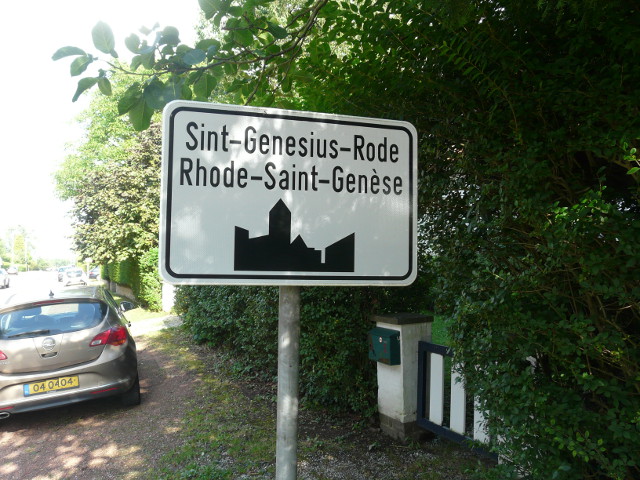 Sint-Genesius-Rode
Rhode-Saint-Genèse
04 0404